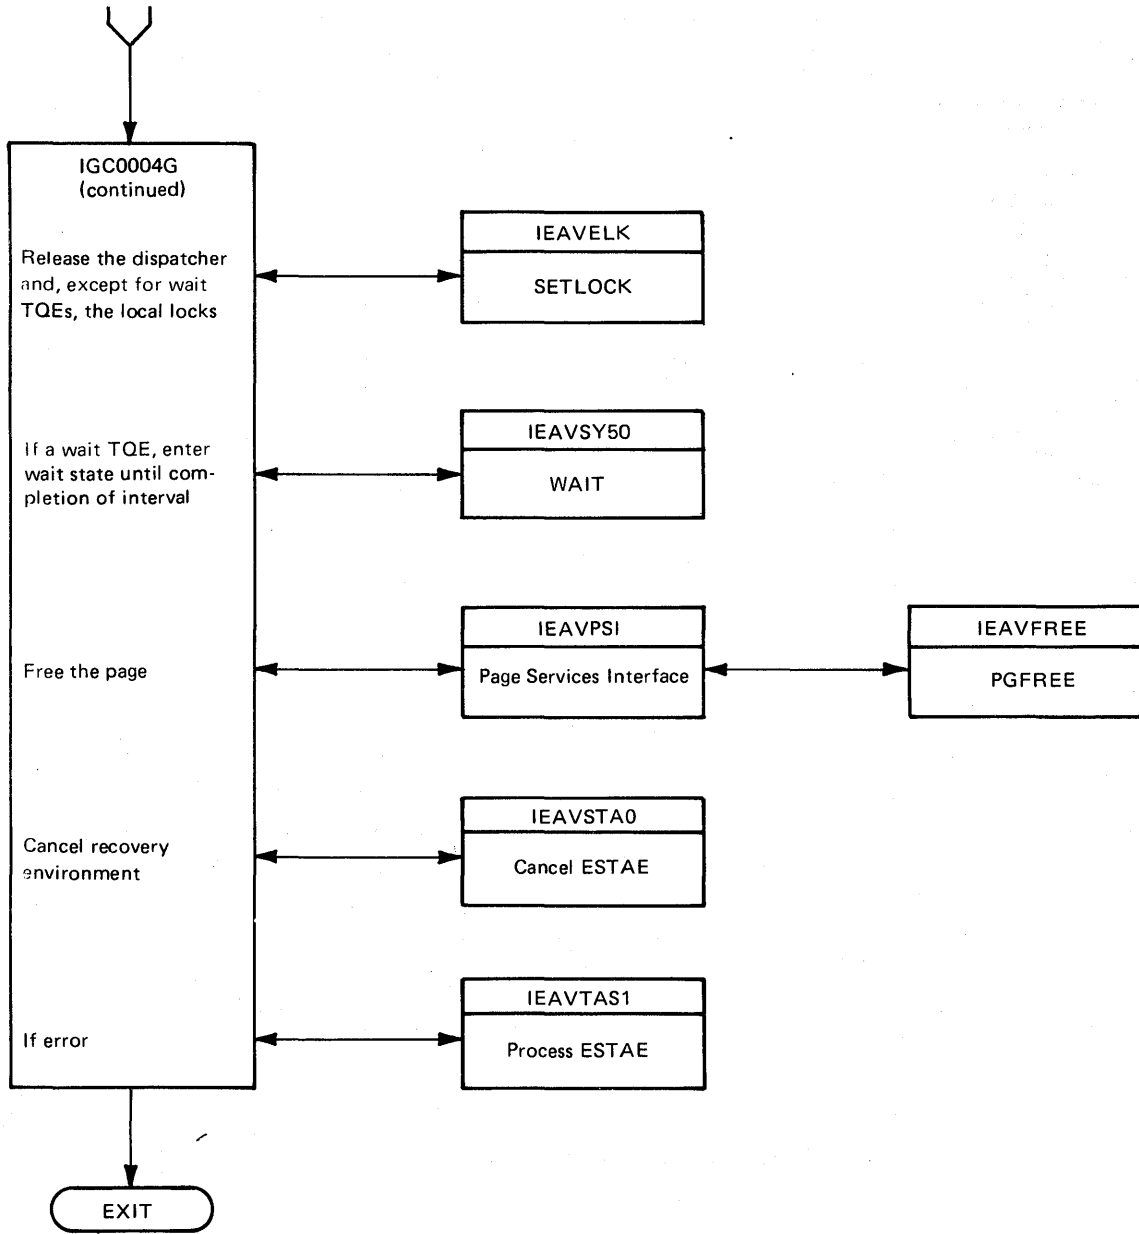 IGC0004G
(continued)
Release the dispatcher
and, except for wait
TQEs, the local locks
IEAVELK
SETLOCK
If a wait TQE, enter
wait state until com-
pletion of interval
IEAVSY50
WAIT
Free the page
IEAVPSI
Page Services Interface
IEAVFREE
PGFREE
Cancel recovery
environment
IEAVSTA0
Cancel ESTAE
If error
IEAVTAS1
Process ESTAE
EXIT